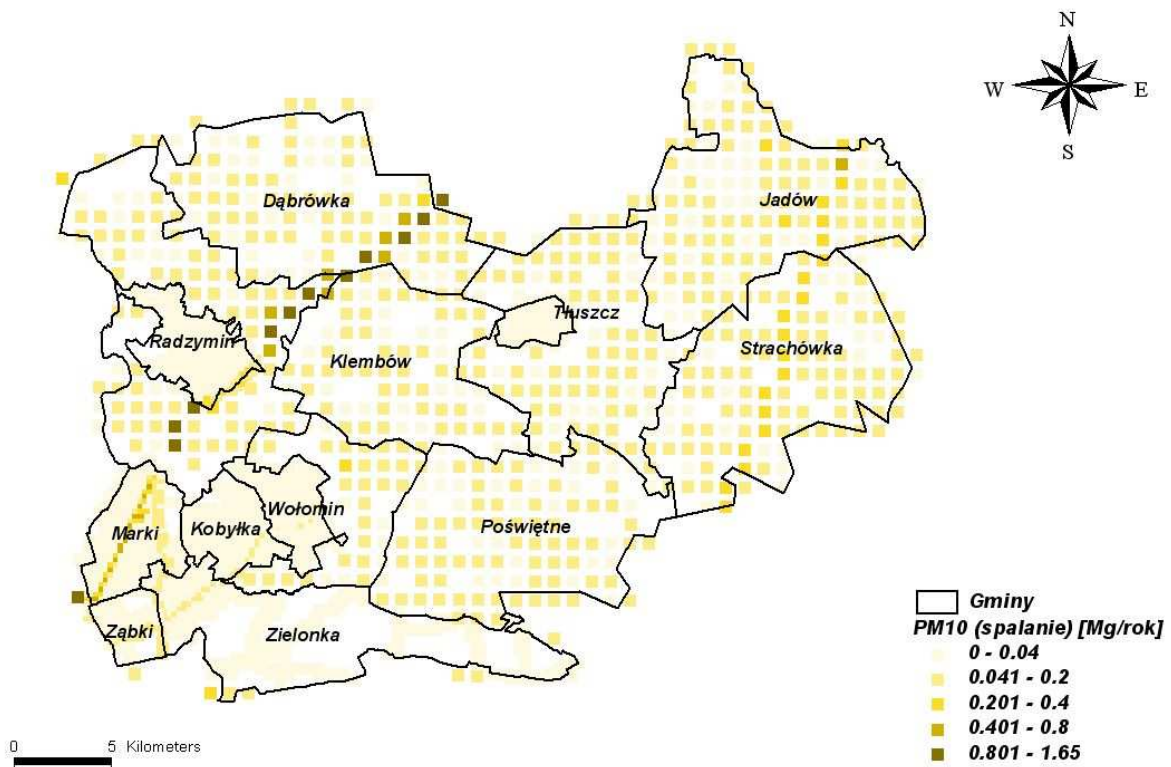 N
W E
S
Dąbrówka
Jadów
Radzymin
Tłuszcz
Klembów
Strachówka
Marki
Kobyłka
Wołomin
Poświętne
Ząbki
Zielonka
Gminy
PM10 (spalanie) [Mg/rok]
0 - 0.04
0.041 - 0.2
0.201 - 0.4
0.401 - 0.8
0.801 - 1.65
0 5 Kilometers